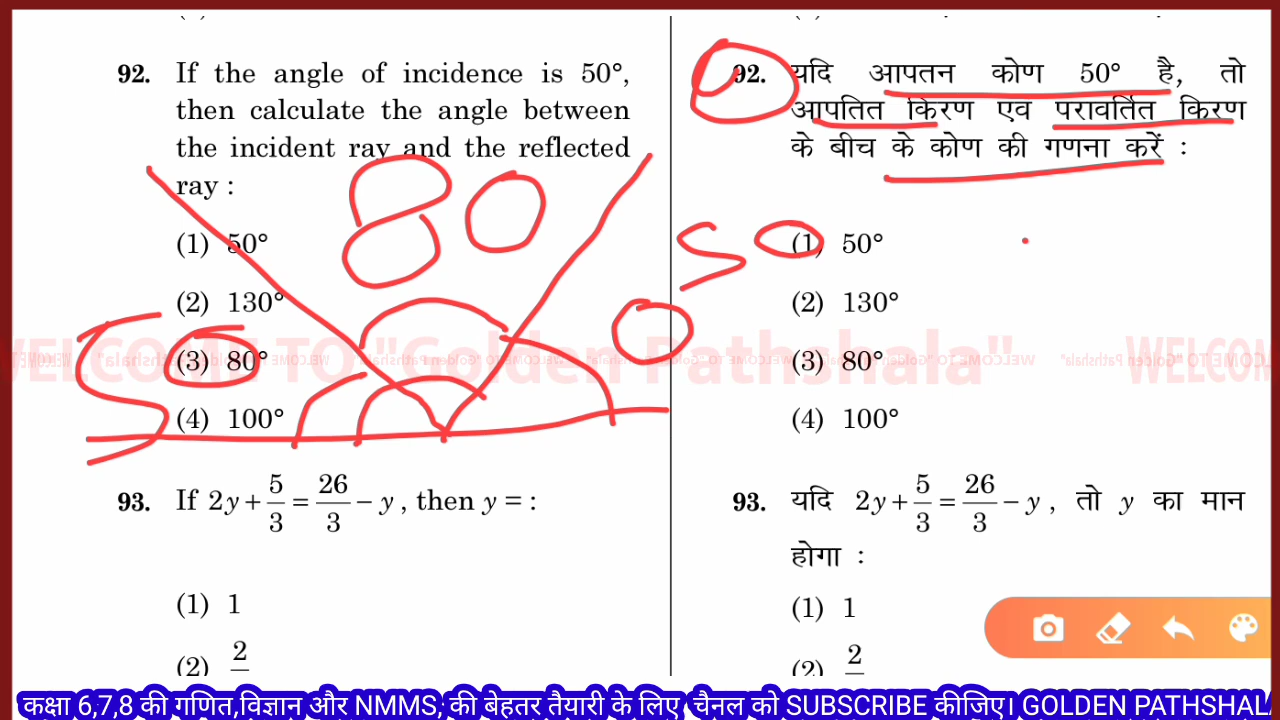 92. If the angle of incidence is 50°,
then calculate the angle between
the incident ray and the reflected
ray :
(1) 50°
(2) 130°
(3) 80°
(4) 100°
80
50
50
93. If 2y + 5/3 = 26/3 − y, then y = :
(1) 1
(2) 2
92. यदि आपतन कोण 50° है, तो
आपतित किरण एव परावर्तित किरण
के बीच के कोण की गणना करें :
(1) 50°
(2) 130°
(3) 80°
(4) 100°
93. यदि 2y + 5/3 = 26/3 − y, तो y का मान
होगा :
(1) 1
(2) 2
WELCOME TO "Golden Pathshala"
WELCOM
कक्षा 6,7,8 की गणित,विज्ञान और NMMS, की बेहतर तैयारी के लिए चैनल को SUBSCRIBE कीजिए। GOLDEN PATHSHALA